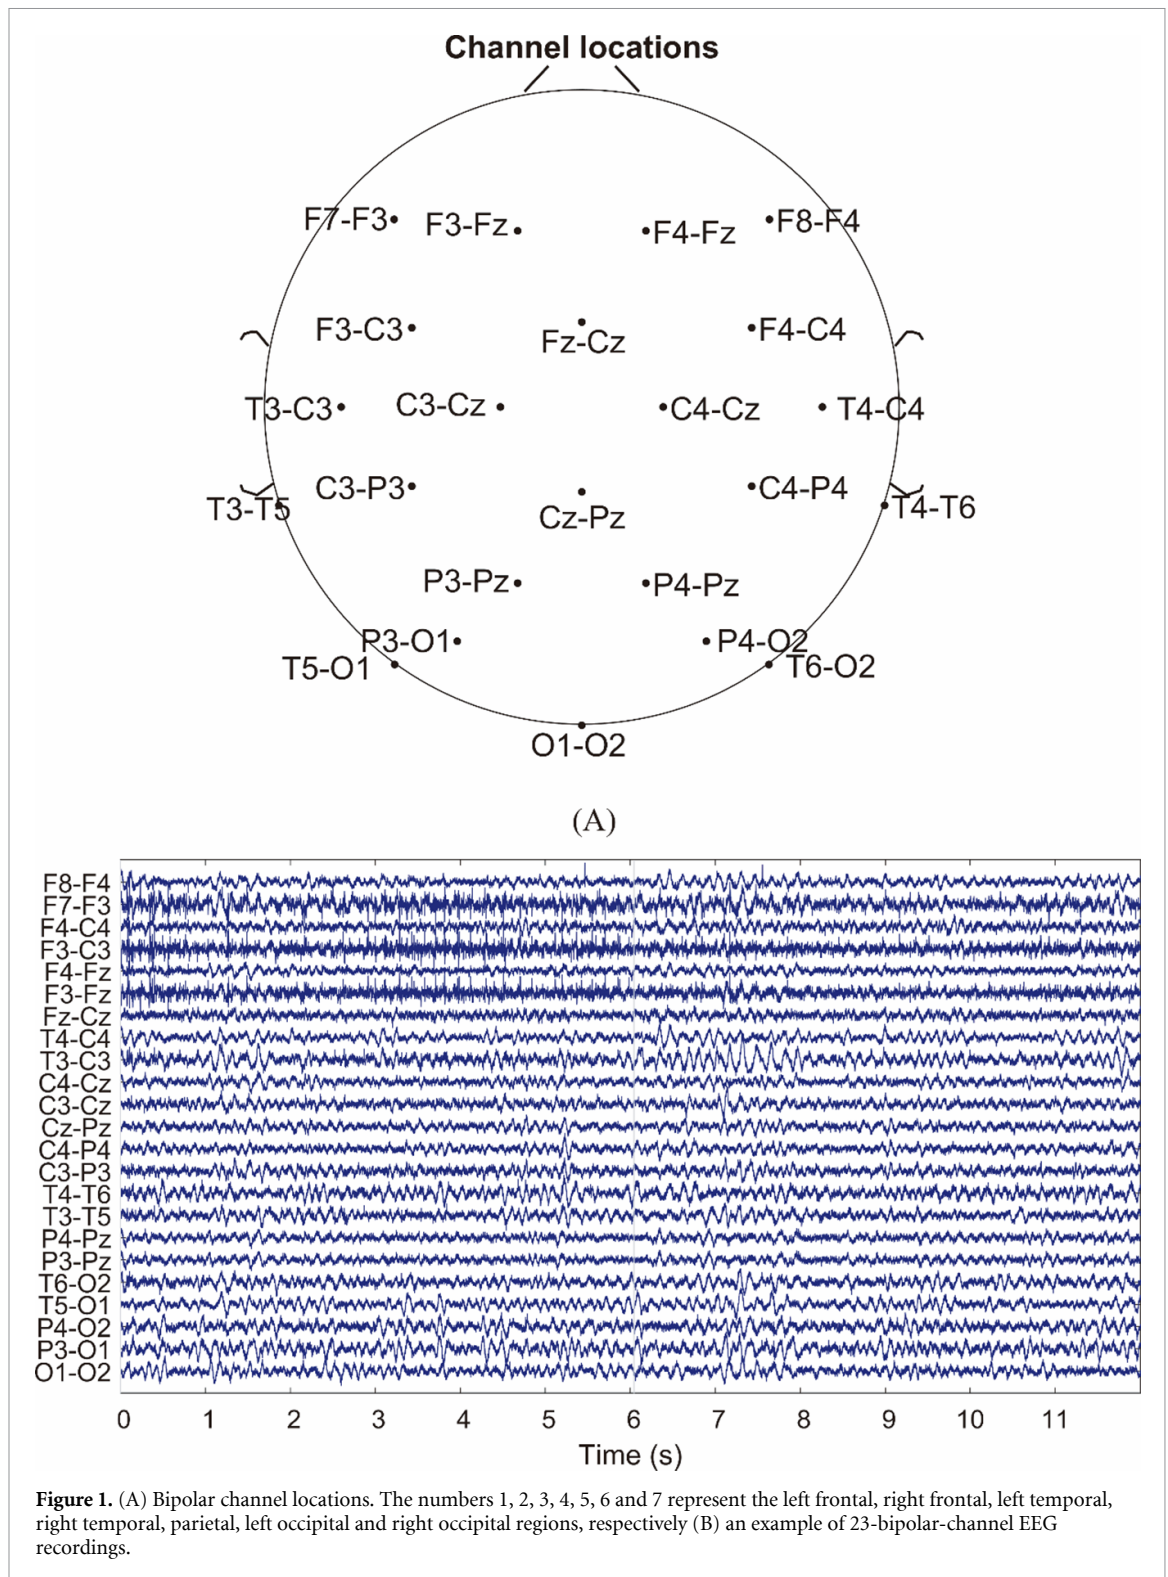 Channel locations
F7-F3
F3-Fz
F4-Fz
F8-F4
F3-C3
Fz-Cz
F4-C4
T3-C3
C3-Cz
C4-Cz
T4-C4
C3-P3
C4-P4
T3-T5
Cz-Pz
T4-T6
P3-Pz
P4-Pz
P3-O1
P4-O2
T5-O1
T6-O2
O1-O2
(A)
F8-F4
F7-F3
F4-C4
F3-C3
F4-Fz
F3-Fz
Fz-Cz
T4-C4
T3-C3
C4-Cz
C3-Cz
Cz-Pz
C4-P4
C3-P3
T4-T6
T3-T5
P4-Pz
P3-Pz
T6-O2
T5-O1
P4-O2
P3-O1
O1-O2
0 1 2 3 4 5 6 7 8 9 10 11
Time (s)
Figure 1. (A) Bipolar channel locations. The numbers 1, 2, 3, 4, 5, 6 and 7 represent the left frontal, right frontal, left temporal,
right temporal, parietal, left occipital and right occipital regions, respectively (B) an example of 23-bipolar-channel EEG
recordings.